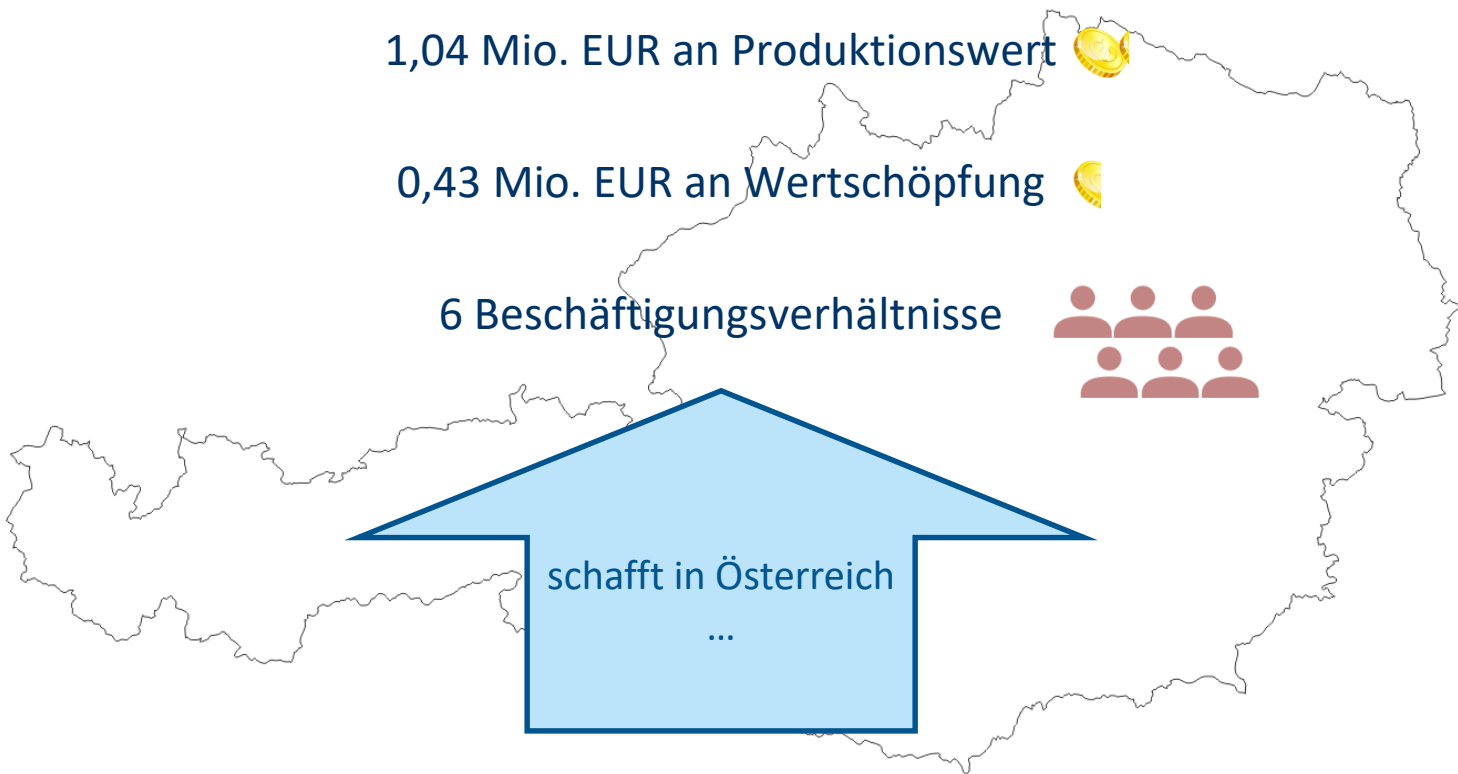 1,04 Mio. EUR an Produktionswert
0,43 Mio. EUR an Wertschöpfung
6 Beschäftigungsverhältnisse
schafft in Österreich
...